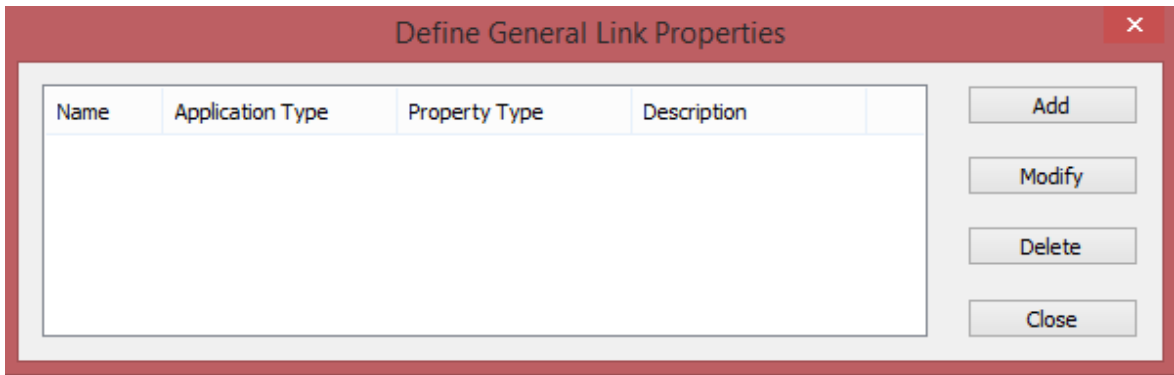 Define General Link Properties
Name Application Type Property Type Description
Add
Modify
Delete
Close